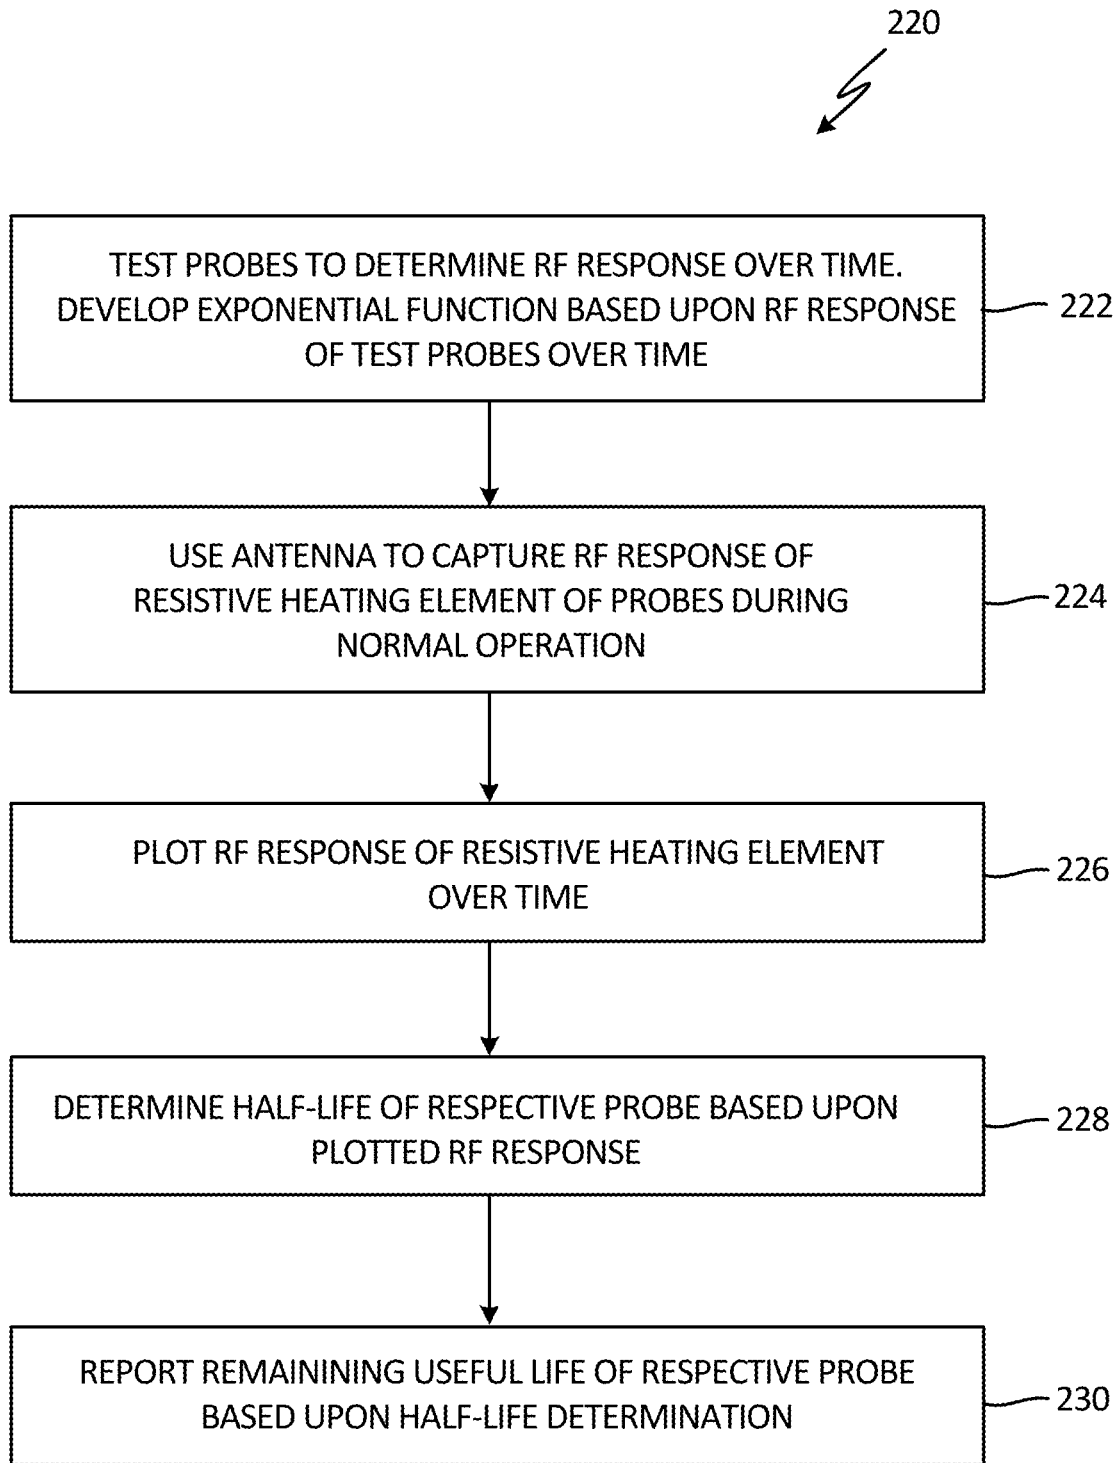 220
TEST PROBES TO DETERMINE RF RESPONSE OVER TIME.
DEVELOP EXPONENTIAL FUNCTION BASED UPON RF RESPONSE
OF TEST PROBES OVER TIME
222
USE ANTENNA TO CAPTURE RF RESPONSE OF
RESISTIVE HEATING ELEMENT OF PROBES DURING
NORMAL OPERATION
224
PLOT RF RESPONSE OF RESISTIVE HEATING ELEMENT
OVER TIME
226
DETERMINE HALF-LIFE OF RESPECTIVE PROBE BASED UPON
PLOTTED RF RESPONSE
228
REPORT REMAINING USEFUL LIFE OF RESPECTIVE PROBE
BASED UPON HALF-LIFE DETERMINATION
230